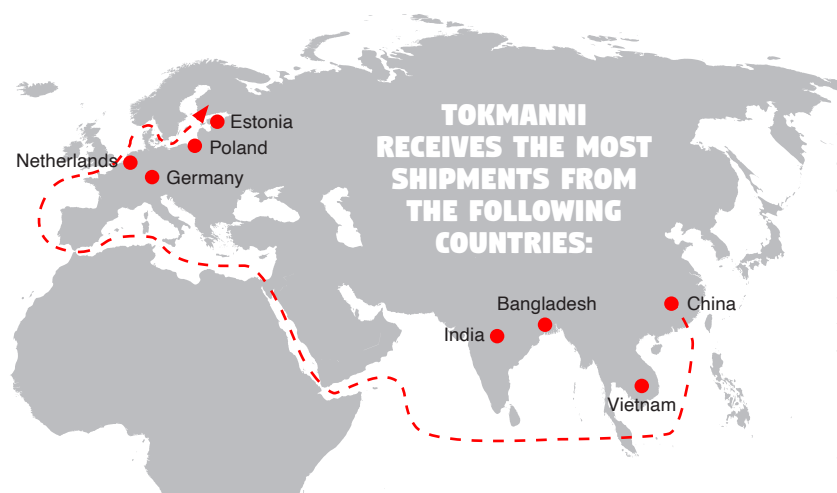 TOKMANNI
RECEIVES THE MOST
SHIPMENTS FROM
THE FOLLOWING
COUNTRIES:
Estonia
Poland
Netherlands
Germany
Bangladesh
China
India
Vietnam